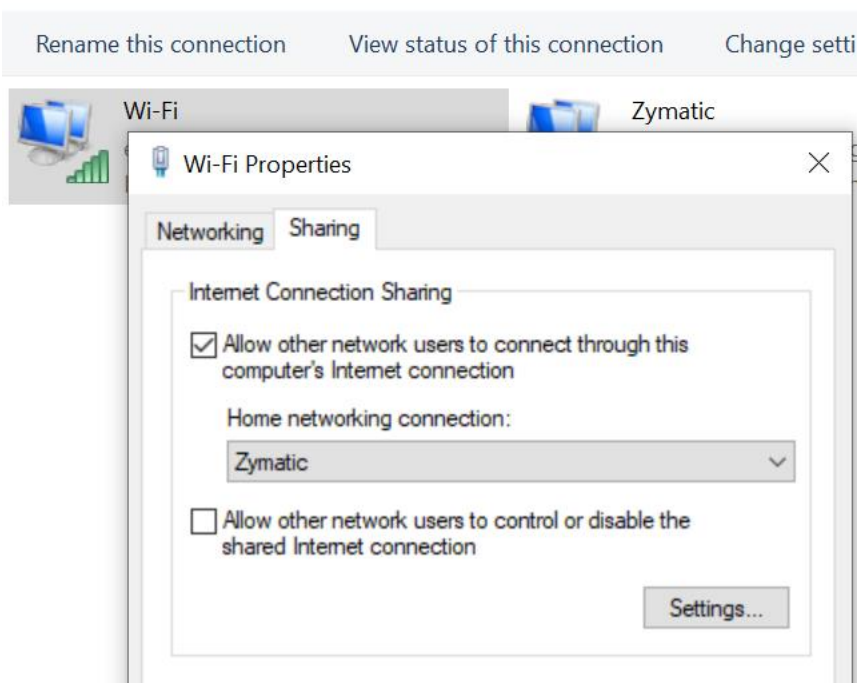 Rename this connection View status of this connection Change setti
Wi-Fi Zymatic
Wi-Fi Properties
Networking Sharing
Internet Connection Sharing
Allow other network users to connect through this
computer's Internet connection
Home networking connection:
Zymatic
Allow other network users to control or disable the
shared Internet connection
Settings...